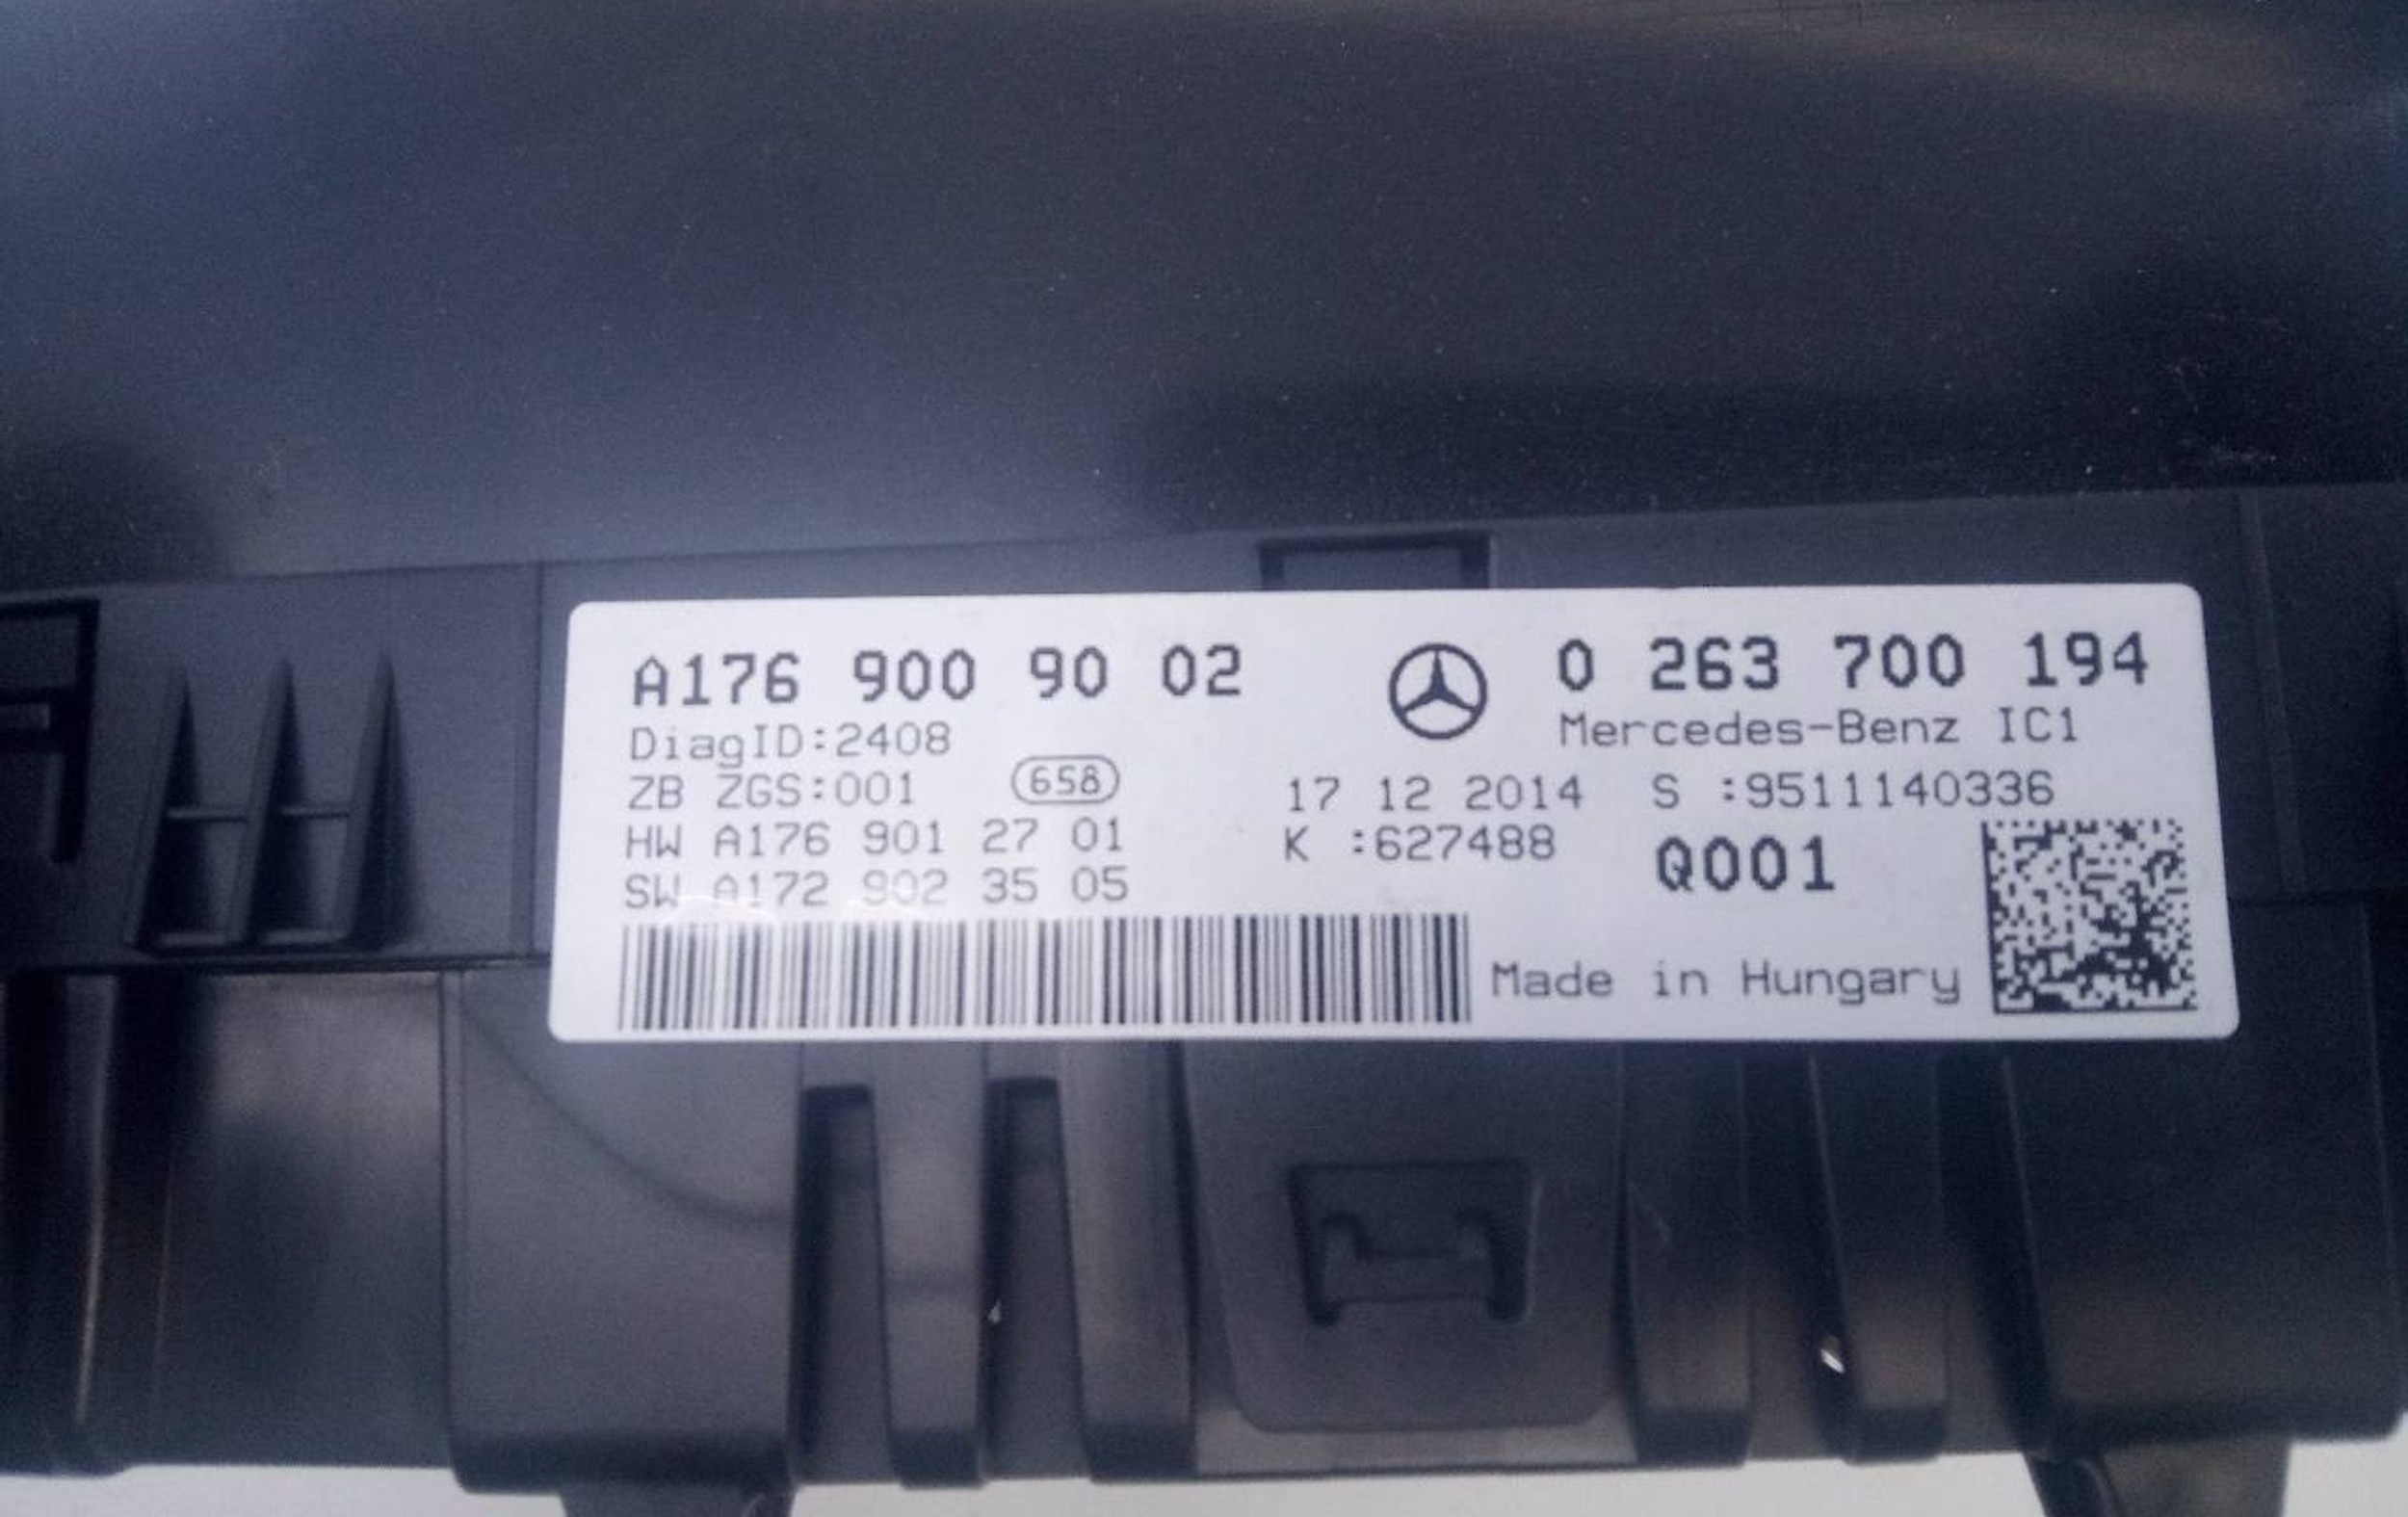 A176 900 90 02
DiagID:2408
ZB ZGS:001 658
HW A176 901 27 01
SW A172 902 35 05
0 263 700 194
Mercedes-Benz IC1
17 12 2014 S :9511140336
K :627488 Q001
Made in Hungary